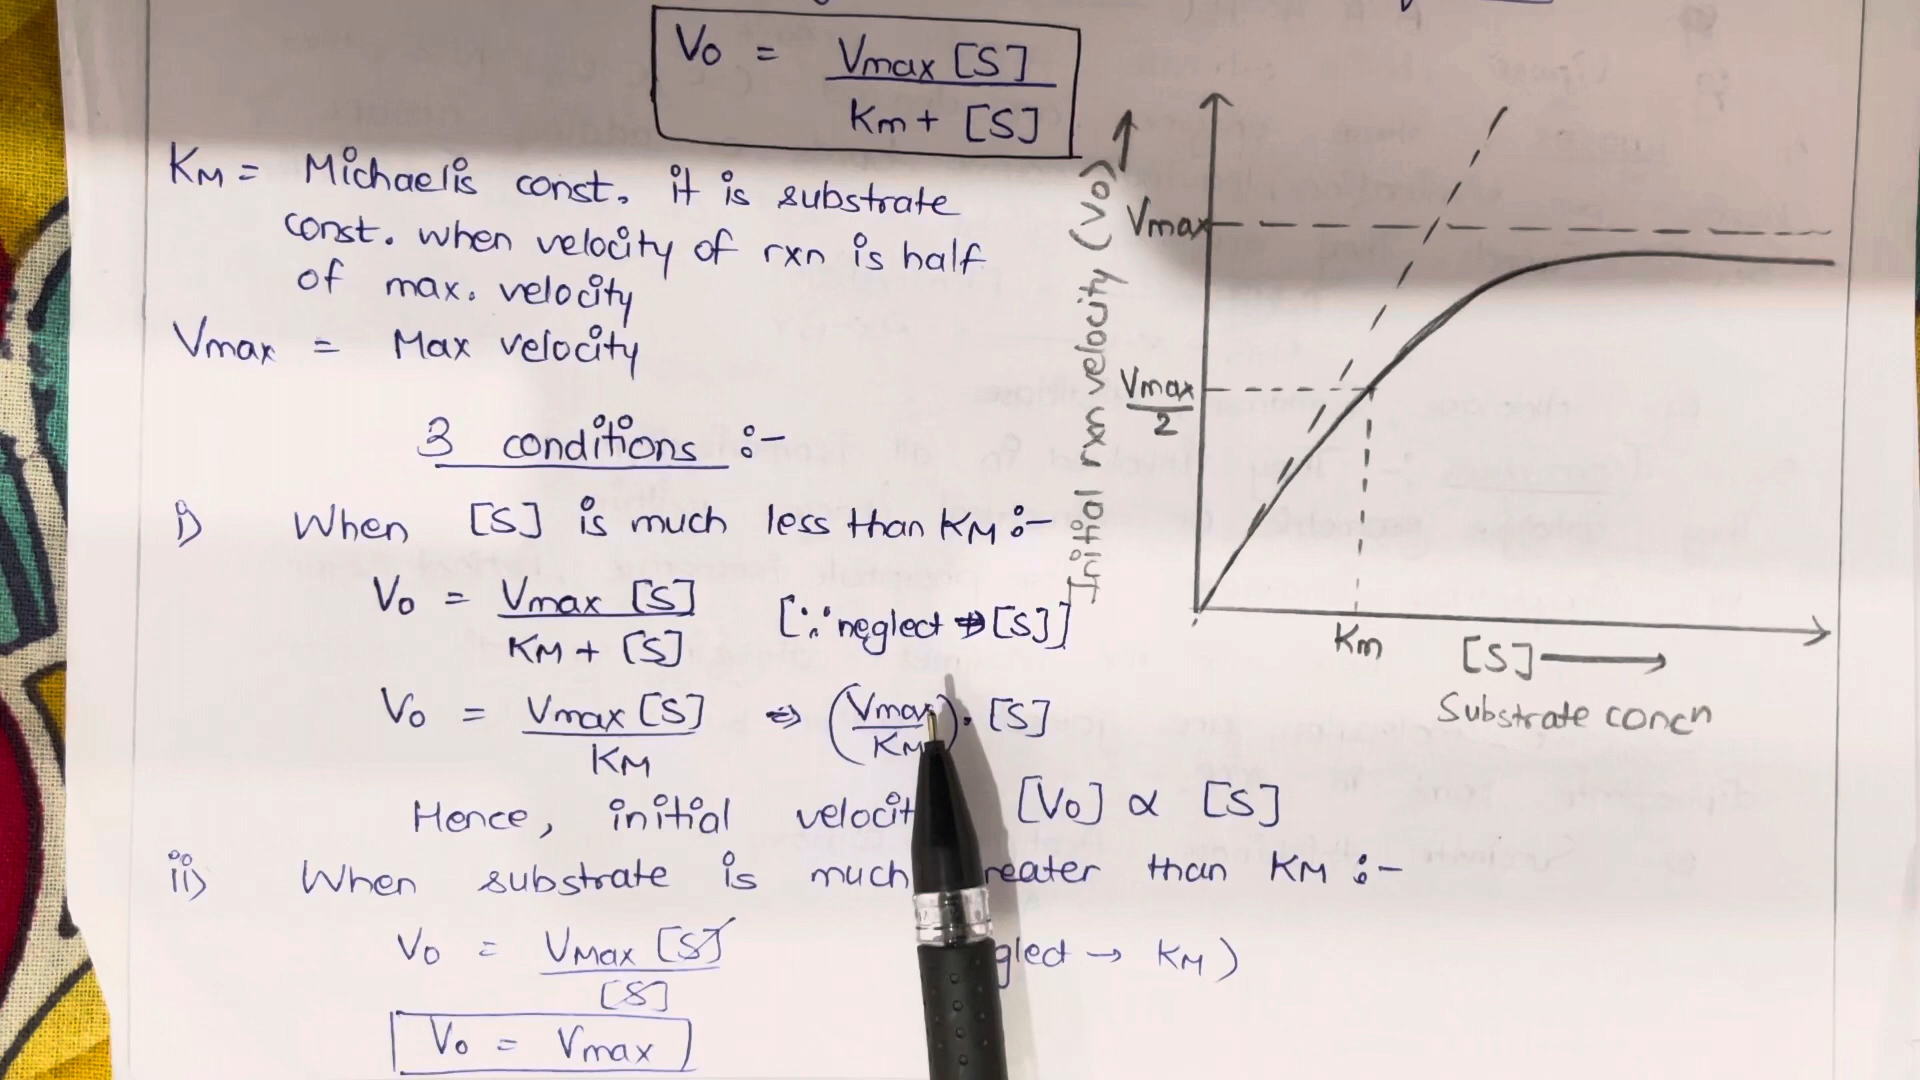 Vo = Vmax [S]
Km + [S]
KM = Michaelis const. it is substrate
const. when velocity of rxn is half
of max. velocity
Vmax = Max velocity
3 conditions :-
i) When [S] is much less than KM :-
Vo = Vmax [S]
KM + [S]
[∵ neglect → [S]]
Vo = Vmax [S] ⇒ (Vmax) . [S]
KM KM
Hence, initial velocit [Vo] ∝ [S]
ii) When substrate is much reater than KM :-
Vo = Vmax [S]
[S]
glect → KM)
Vo = Vmax
Initial rxn velocity (Vo)
Vmax
Vmax
2
Km
[S]
Substrate concn